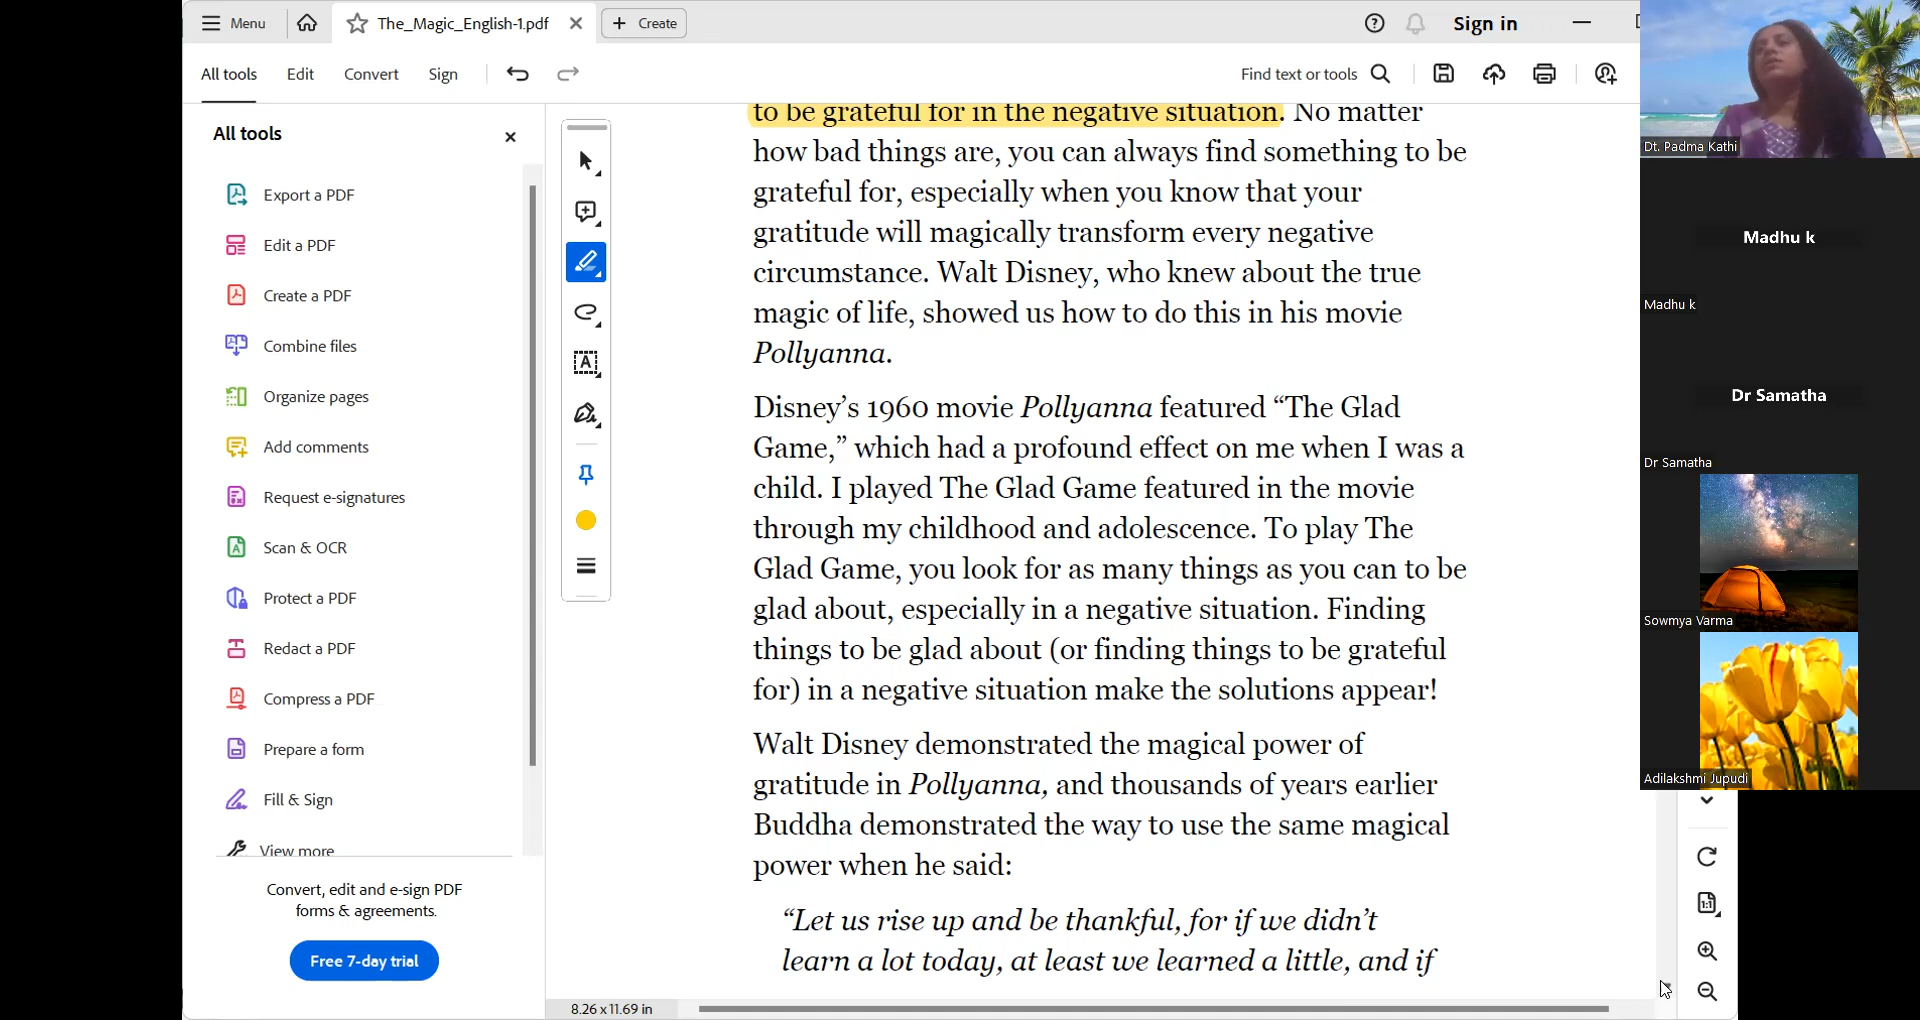 Menu
The_Magic_English-1.pdf
Create
Sign in
All tools
Edit
Convert
Sign
Find text or tools
All tools
Export a PDF
Edit a PDF
Create a PDF
Combine files
Organize pages
Add comments
Request e-signatures
Scan & OCR
Protect a PDF
Redact a PDF
Compress a PDF
Prepare a form
Fill & Sign
View more
Convert, edit and e-sign PDF
forms & agreements.
Free 7-day trial
to be grateful for in the negative situation. No matter
how bad things are, you can always find something to be
grateful for, especially when you know that your
gratitude will magically transform every negative
circumstance. Walt Disney, who knew about the true
magic of life, showed us how to do this in his movie
Pollyanna.
Disney’s 1960 movie Pollyanna featured “The Glad
Game,” which had a profound effect on me when I was a
child. I played The Glad Game featured in the movie
through my childhood and adolescence. To play The
Glad Game, you look for as many things as you can to be
glad about, especially in a negative situation. Finding
things to be glad about (or finding things to be grateful
for) in a negative situation make the solutions appear!
Walt Disney demonstrated the magical power of
gratitude in Pollyanna, and thousands of years earlier
Buddha demonstrated the way to use the same magical
power when he said:
“Let us rise up and be thankful, for if we didn’t
learn a lot today, at least we learned a little, and if
8.26 x 11.69 in
1:1
Dt. Padma Kathi
Madhu k
Madhu k
Dr Samatha
Dr Samatha
Sowmya Varma
Adilakshmi Jupudi